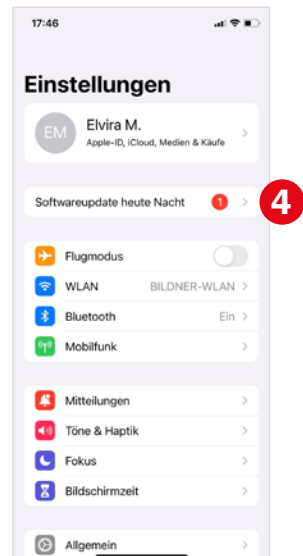 17:46
Einstellungen
EM
Elvira M.
Apple-ID, iCloud, Medien & Käufe
Softwareupdate heute Nacht 1
4
Flugmodus
WLAN BILDNER-WLAN
Bluetooth Ein
Mobilfunk
Mitteilungen
Töne & Haptik
Fokus
Bildschirmzeit
Allgemein